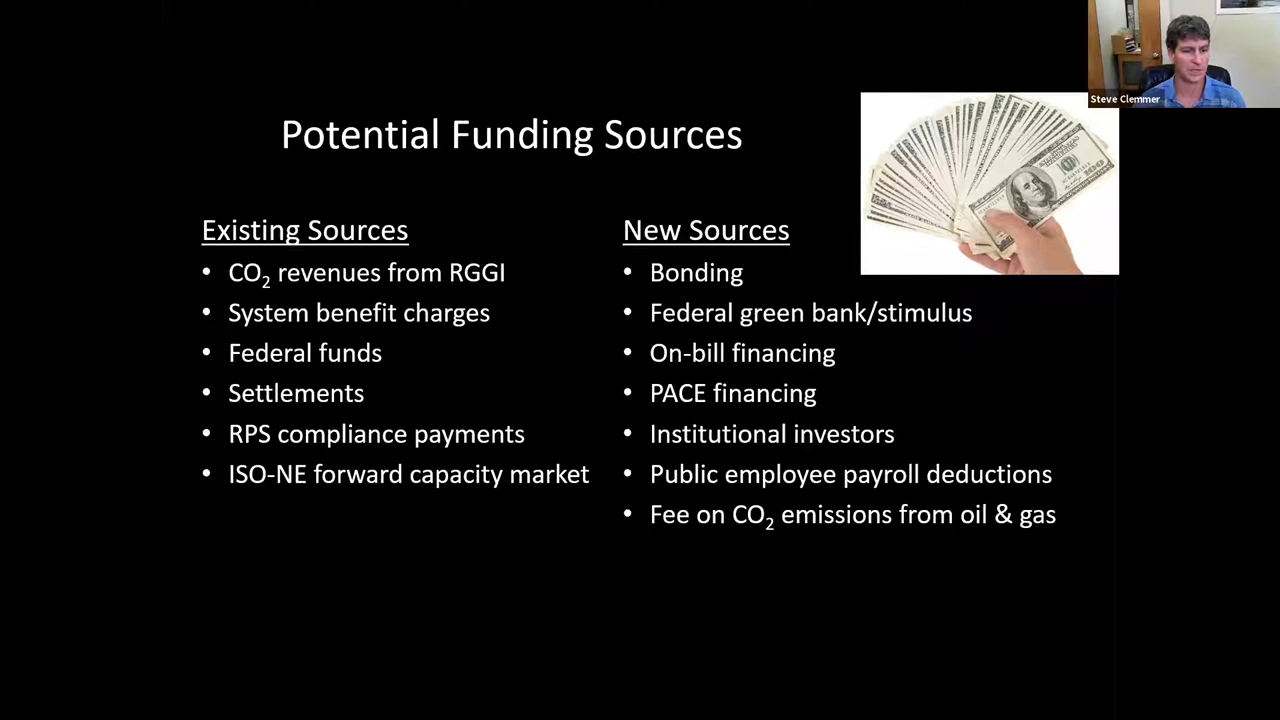 Steve Clemmer
Potential Funding Sources
Existing Sources
• CO₂ revenues from RGGI
• System benefit charges
• Federal funds
• Settlements
• RPS compliance payments
• ISO-NE forward capacity market
New Sources
• Bonding
• Federal green bank/stimulus
• On-bill financing
• PACE financing
• Institutional investors
• Public employee payroll deductions
• Fee on CO₂ emissions from oil & gas
100